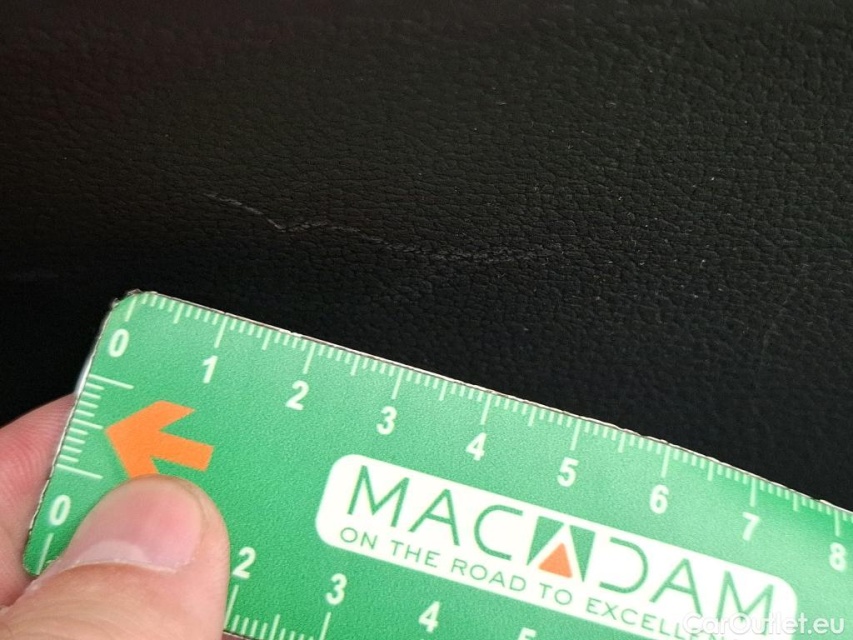 0 1 2 3 4 5 6 7 8
MACADAM
ON THE ROAD TO EXCELL
0
2 3 4 5
CarOutlet.eu